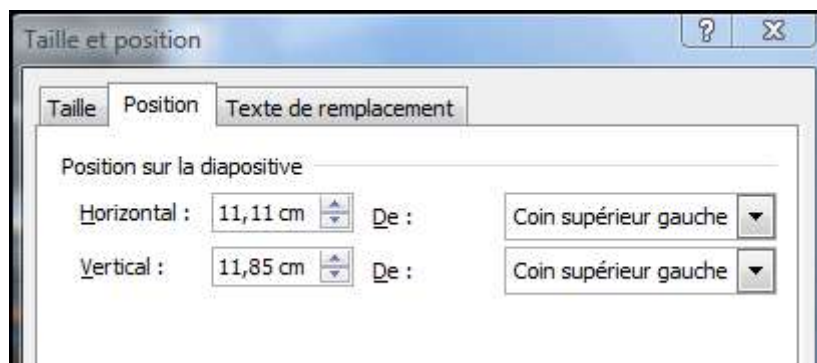 Taille et position
Taille Position Texte de remplacement
Position sur la diapositive
Horizontal : 11,11 cm De : Coin supérieur gauche
Vertical : 11,85 cm De : Coin supérieur gauche